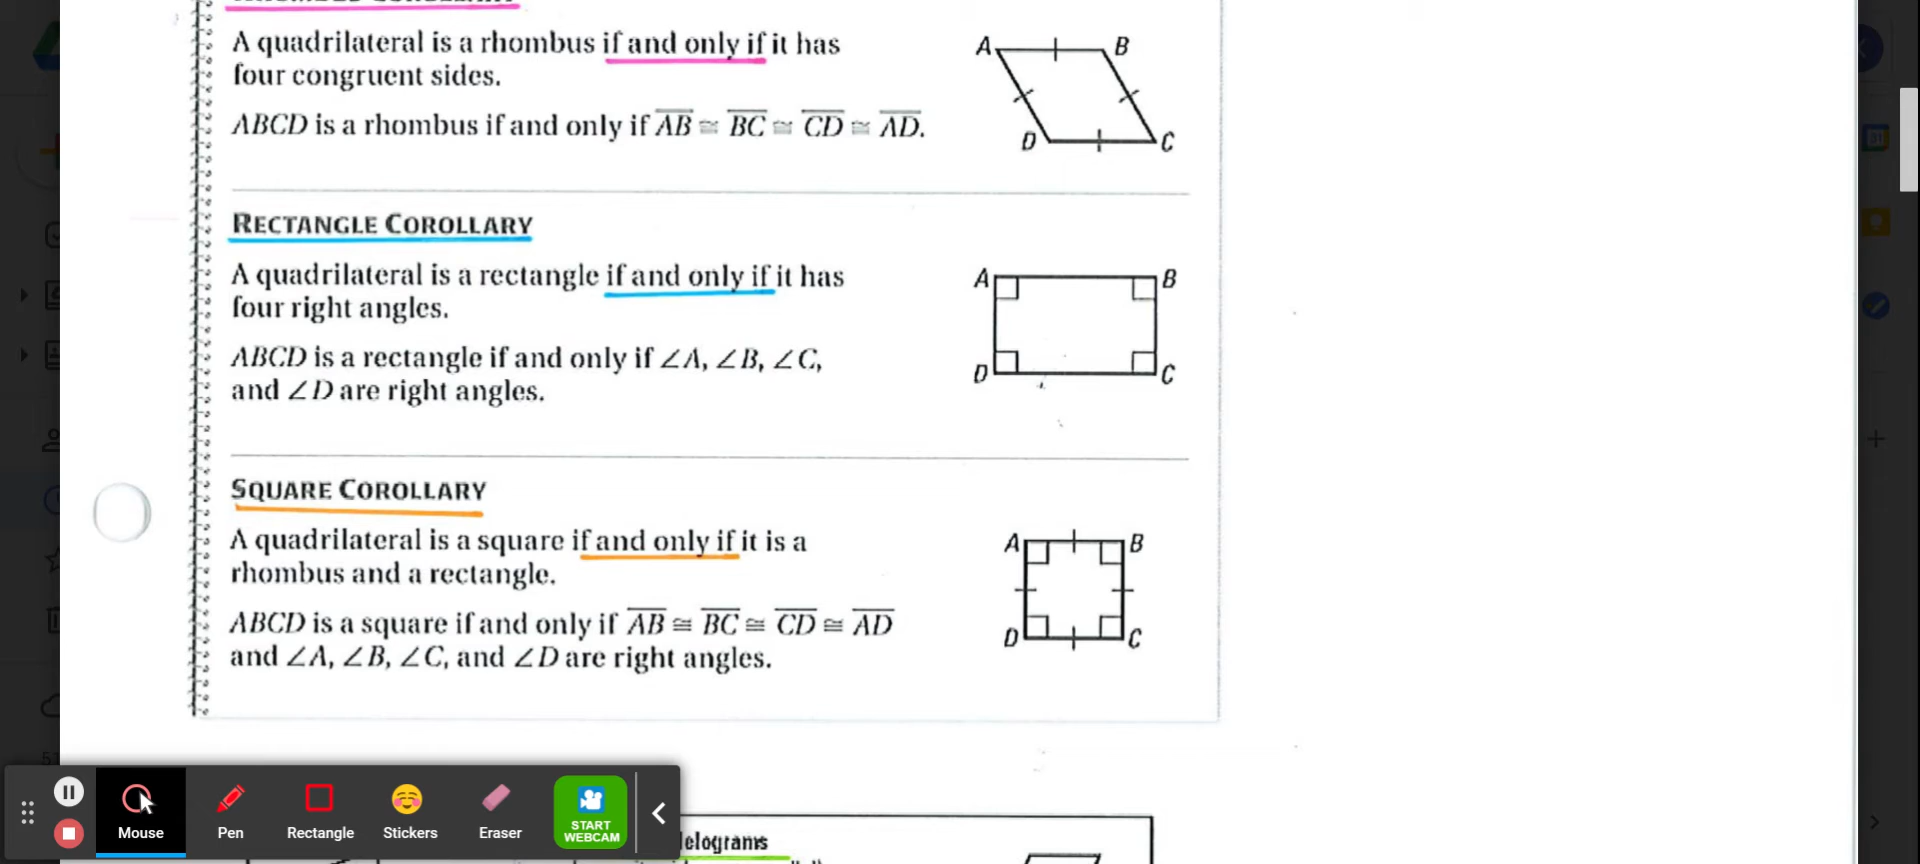 A quadrilateral is a rhombus if and only if it has
four congruent sides.
ABCD is a rhombus if and only if AB ≅ BC ≅ CD ≅ AD.
A B
D C
RECTANGLE COROLLARY
A quadrilateral is a rectangle if and only if it has
four right angles.
ABCD is a rectangle if and only if ∠A, ∠B, ∠C,
and ∠D are right angles.
A B
D C
SQUARE COROLLARY
A quadrilateral is a square if and only if it is a
rhombus and a rectangle.
ABCD is a square if and only if AB ≅ BC ≅ CD ≅ AD
and ∠A, ∠B, ∠C, and ∠D are right angles.
A B
D C
Mouse
Pen
Rectangle
Stickers
Eraser
START
WEBCAM
lelograms